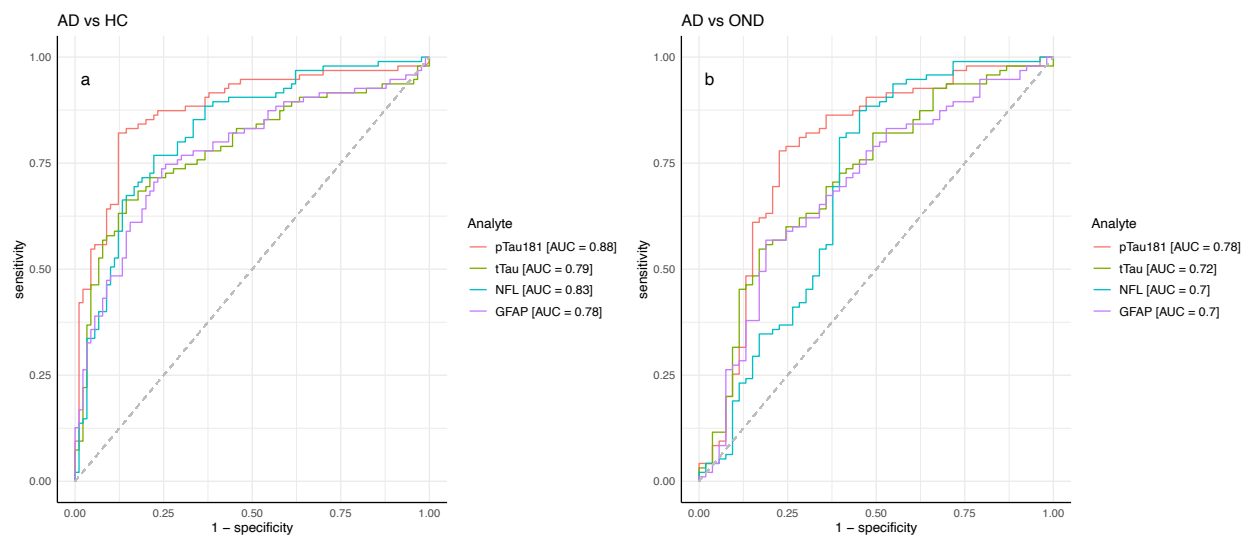 AD vs HC
a
1.00
0.75
0.50
0.25
0.00
sensitivity
0.00
0.25
0.50
0.75
1.00
1 − specificity
Analyte
pTau181 [AUC = 0.88]
tTau [AUC = 0.79]
NFL [AUC = 0.83]
GFAP [AUC = 0.78]
AD vs OND
b
1.00
0.75
0.50
0.25
0.00
sensitivity
0.00
0.25
0.50
0.75
1.00
1 − specificity
Analyte
pTau181 [AUC = 0.78]
tTau [AUC = 0.72]
NFL [AUC = 0.7]
GFAP [AUC = 0.7]